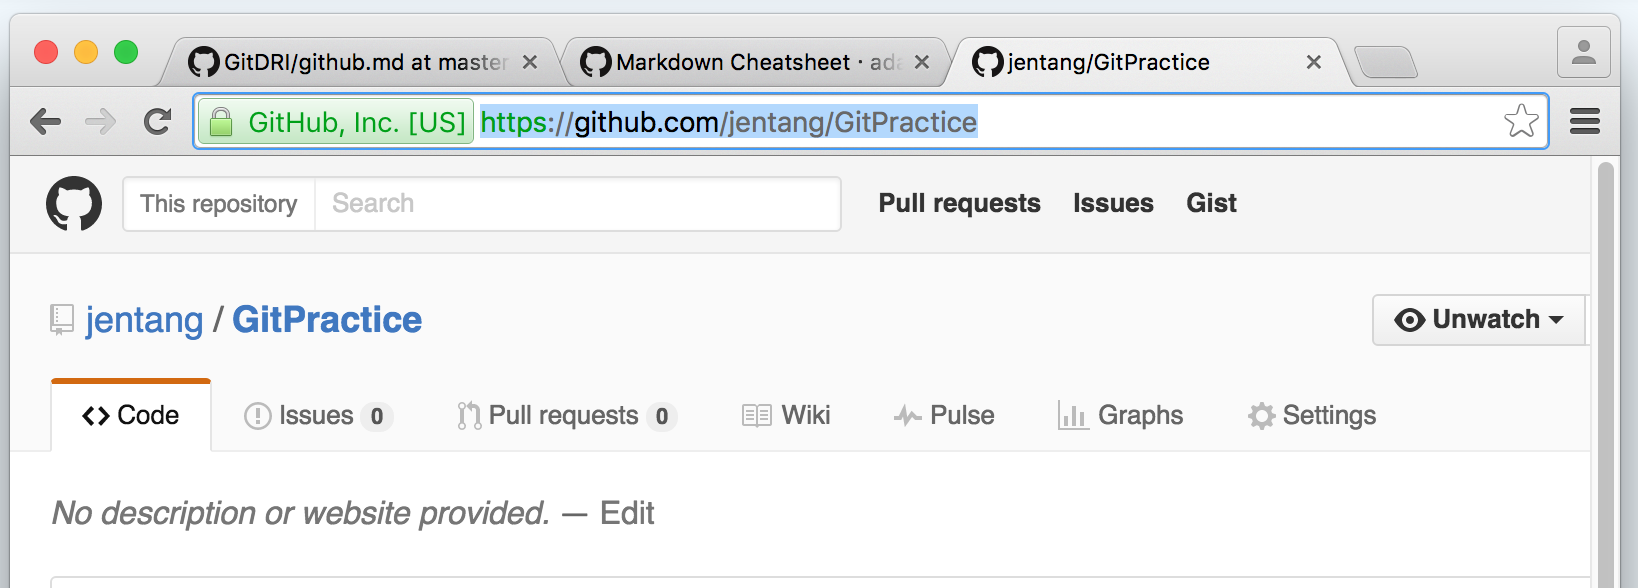 GitDRI/github.md at master
Markdown Cheatsheet · ada
jentang/GitPractice
GitHub, Inc. [US] https://github.com/jentang/GitPractice
This repository Search Pull requests Issues Gist
jentang / GitPractice Unwatch
Code Issues 0 Pull requests 0 Wiki Pulse Graphs Settings
No description or website provided. — Edit